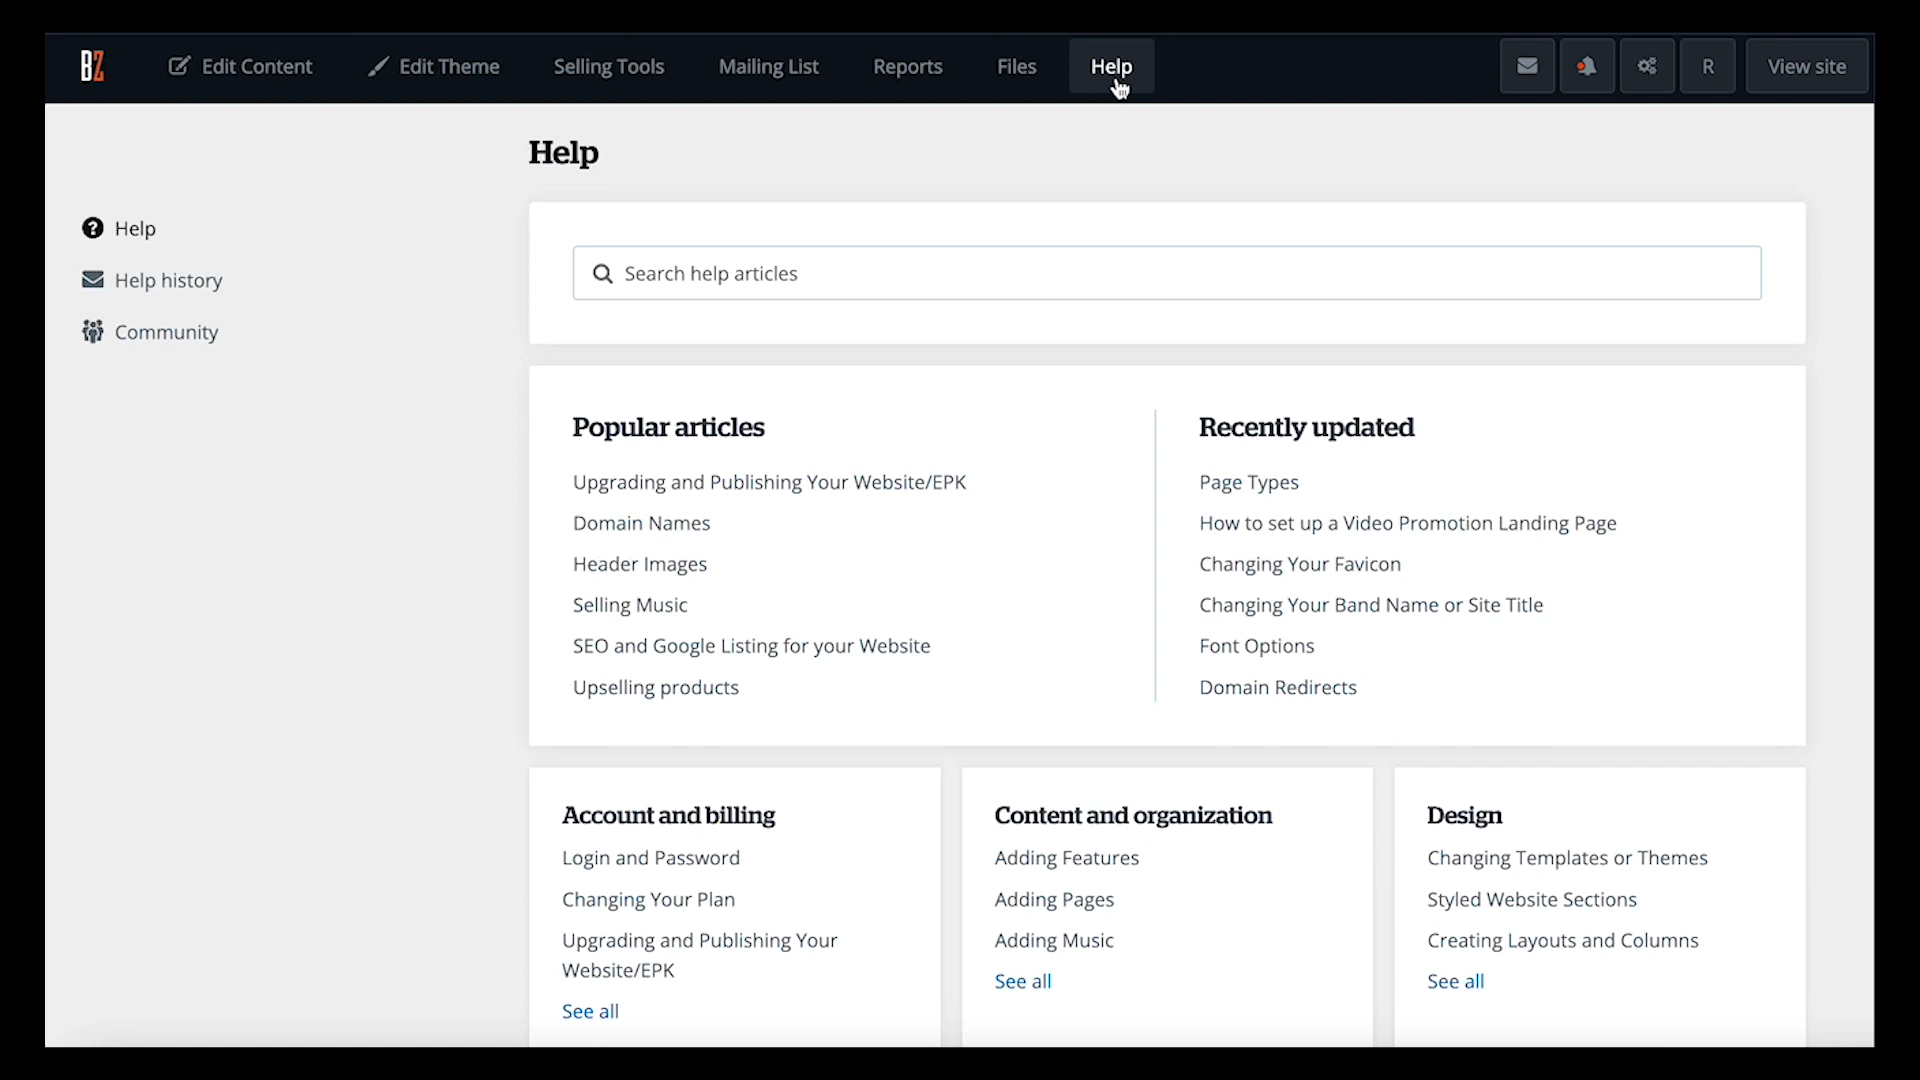 BZ
Edit Content
Edit Theme
Selling Tools
Mailing List
Reports
Files
Help
R
View site
Help
Help
Help history
Community
Search help articles
Popular articles
Upgrading and Publishing Your Website/EPK
Domain Names
Header Images
Selling Music
SEO and Google Listing for your Website
Upselling products
Recently updated
Page Types
How to set up a Video Promotion Landing Page
Changing Your Favicon
Changing Your Band Name or Site Title
Font Options
Domain Redirects
Account and billing
Login and Password
Changing Your Plan
Upgrading and Publishing Your
Website/EPK
See all
Content and organization
Adding Features
Adding Pages
Adding Music
See all
Design
Changing Templates or Themes
Styled Website Sections
Creating Layouts and Columns
See all